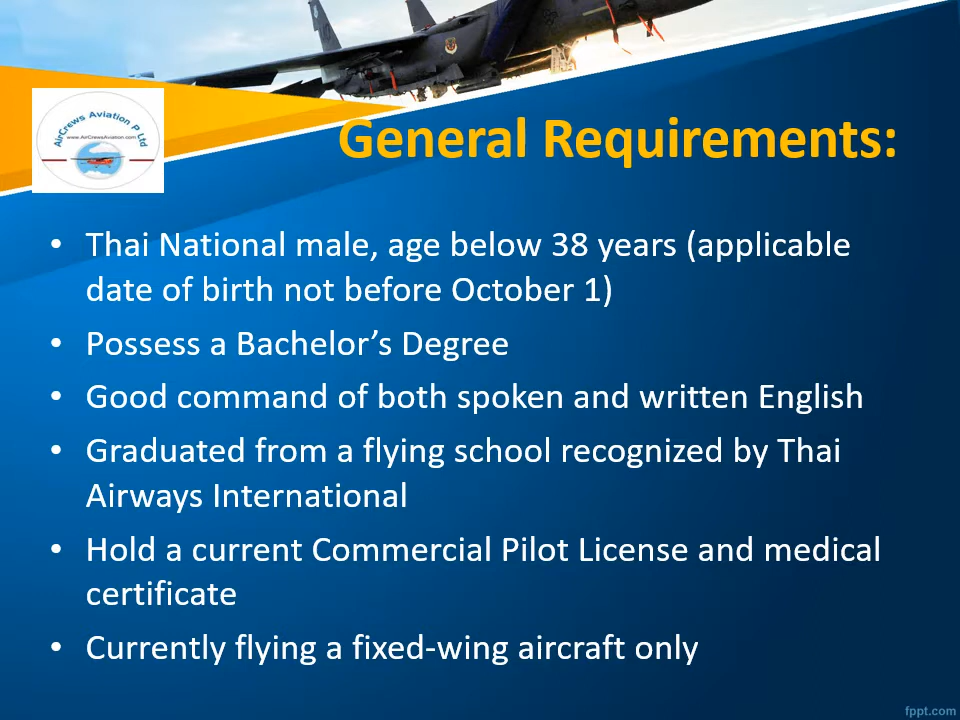 AirCrews Aviation P Ltd
www.AirCrewsAviation.com
General Requirements:
• Thai National male, age below 38 years (applicable
date of birth not before October 1)
• Possess a Bachelor’s Degree
• Good command of both spoken and written English
• Graduated from a flying school recognized by Thai
Airways International
• Hold a current Commercial Pilot License and medical
certificate
• Currently flying a fixed-wing aircraft only
fppt.com